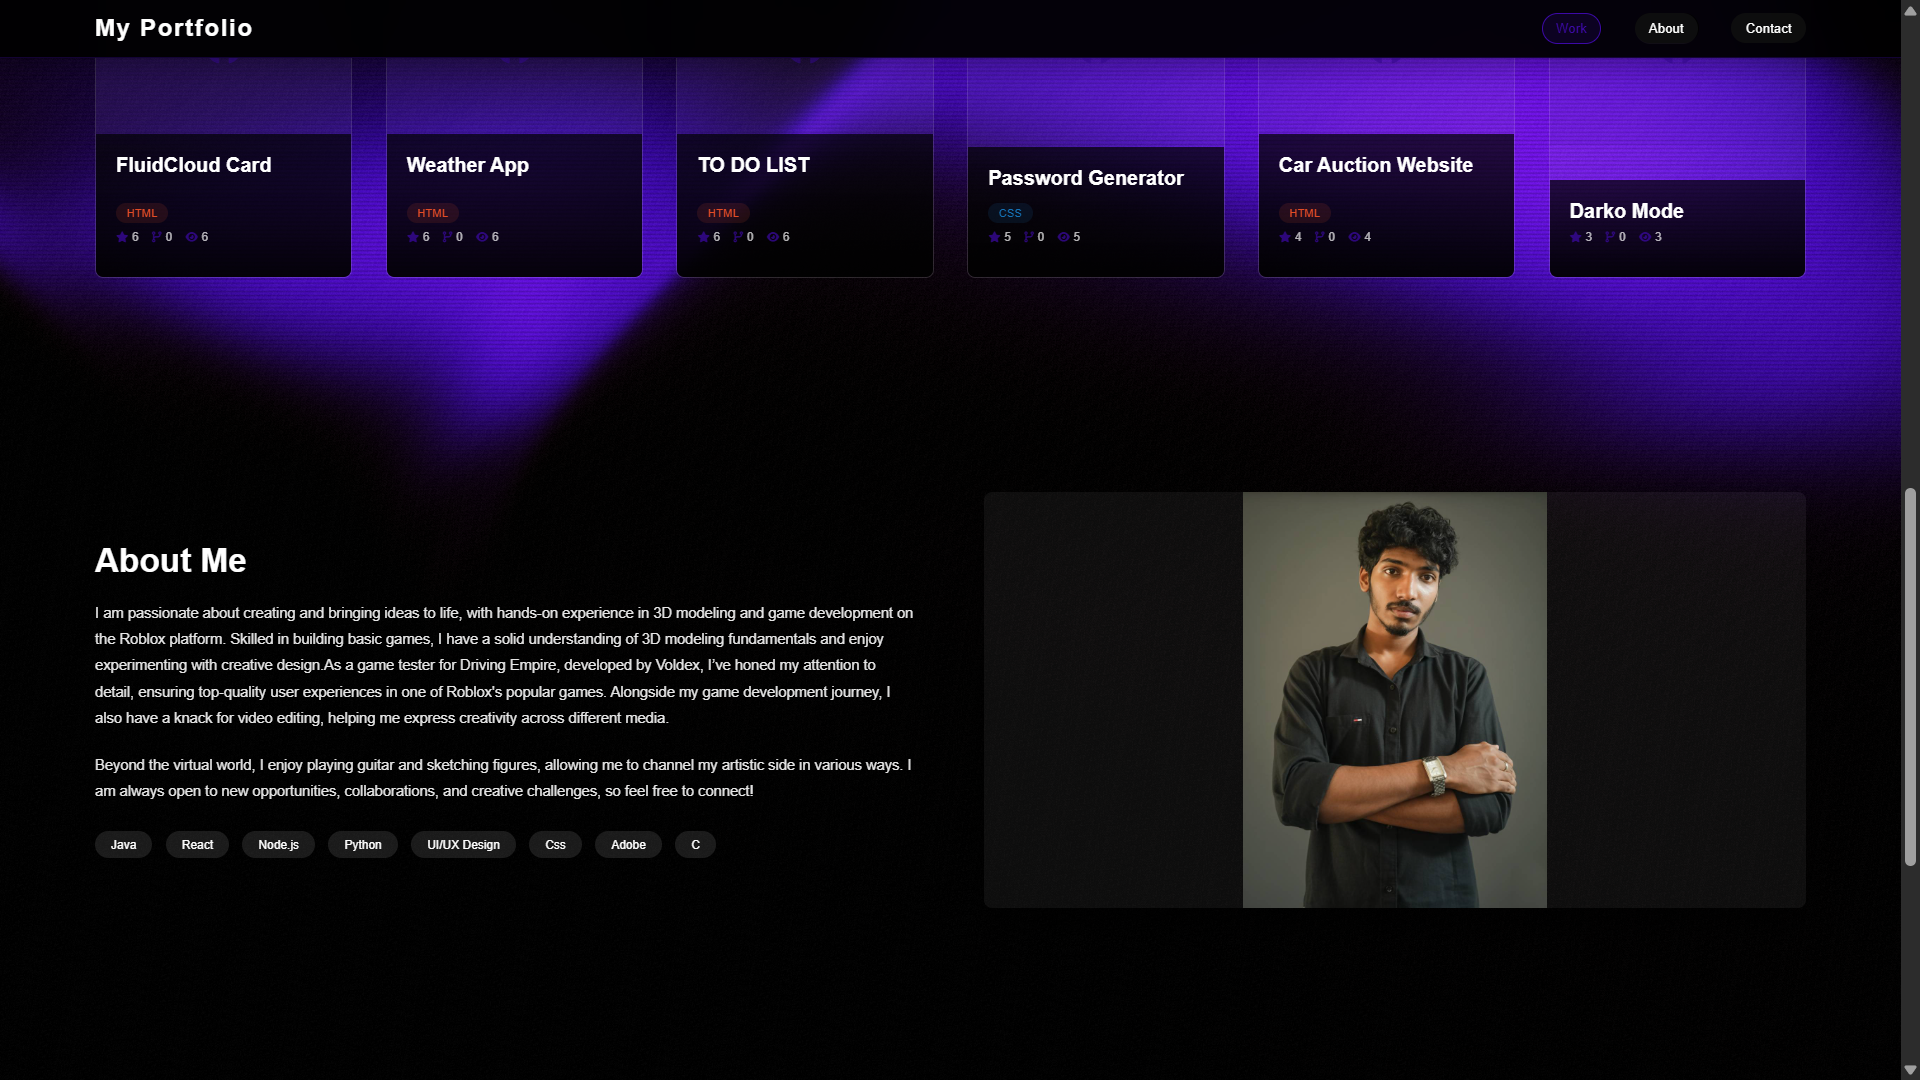 My Portfolio
Work
About
Contact
FluidCloud Card
HTML
6 0 6
Weather App
HTML
6 0 6
TO DO LIST
HTML
6 0 6
Password Generator
CSS
5 0 5
Car Auction Website
HTML
4 0 4
Darko Mode
3 0 3
About Me
I am passionate about creating and bringing ideas to life, with hands-on experience in 3D modeling and game development on
the Roblox platform. Skilled in building basic games, I have a solid understanding of 3D modeling fundamentals and enjoy
experimenting with creative design.As a game tester for Driving Empire, developed by Voldex, I’ve honed my attention to
detail, ensuring top-quality user experiences in one of Roblox's popular games. Alongside my game development journey, I
also have a knack for video editing, helping me express creativity across different media.
Beyond the virtual world, I enjoy playing guitar and sketching figures, allowing me to channel my artistic side in various ways. I
am always open to new opportunities, collaborations, and creative challenges, so feel free to connect!
Java
React
Node.js
Python
UI/UX Design
Css
Adobe
C